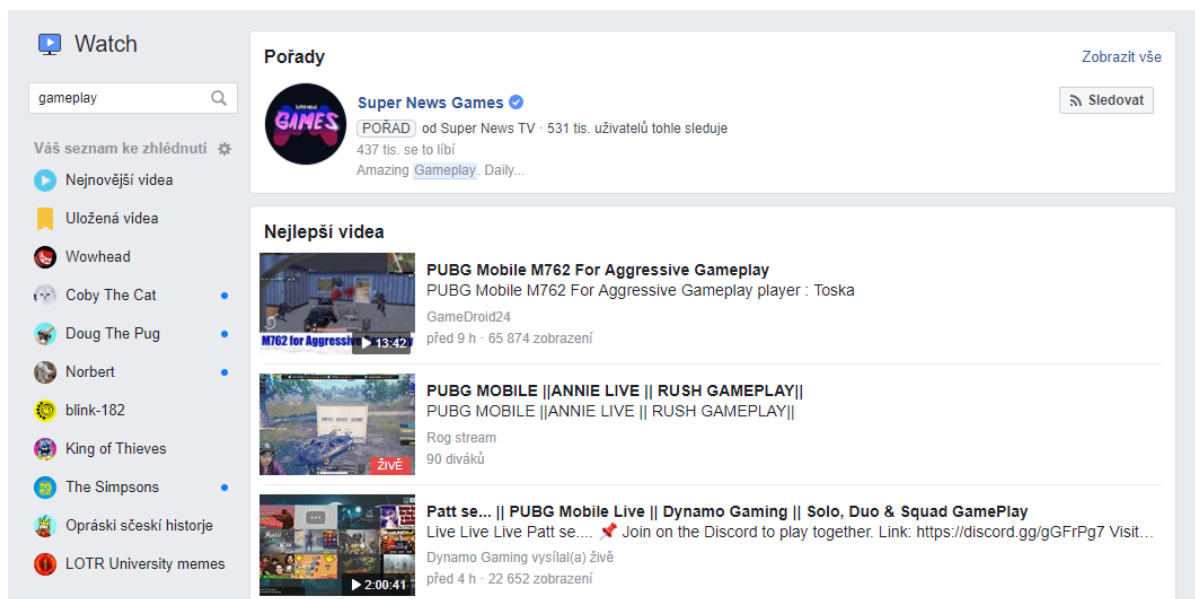 Watch
gameplay
Váš seznam ke zhlédnutí
Nejnovější videa
Uložená videa
Wowhead
Coby The Cat
Doug The Pug
Norbert
blink-182
King of Thieves
The Simpsons
Opráski sčeskí historje
LOTR University memes
Pořady
Zobrazit vše
GAMES
Super News Games
Sledovat
POŘAD od Super News TV · 531 tis. uživatelů tohle sleduje
437 tis. se to líbí
Amazing Gameplay. Daily...
Nejlepší videa
M762 for Aggressive
13:42
PUBG Mobile M762 For Aggressive Gameplay
PUBG Mobile M762 For Aggressive Gameplay player : Toska
GameDroid24
před 9 h · 65 874 zobrazení
ŽIVĚ
PUBG MOBILE ||ANNIE LIVE || RUSH GAMEPLAY||
PUBG MOBILE ||ANNIE LIVE || RUSH GAMEPLAY||
Rog stream
90 diváků
2:00:41
Patt se... || PUBG Mobile Live || Dynamo Gaming || Solo, Duo & Squad GamePlay
Live Live Live Patt se.... 📌 Join on the Discord to play together. Link: https://discord.gg/gGFrPg7 Visit…
Dynamo Gaming vysílal(a) živě
před 4 h · 22 652 zobrazení